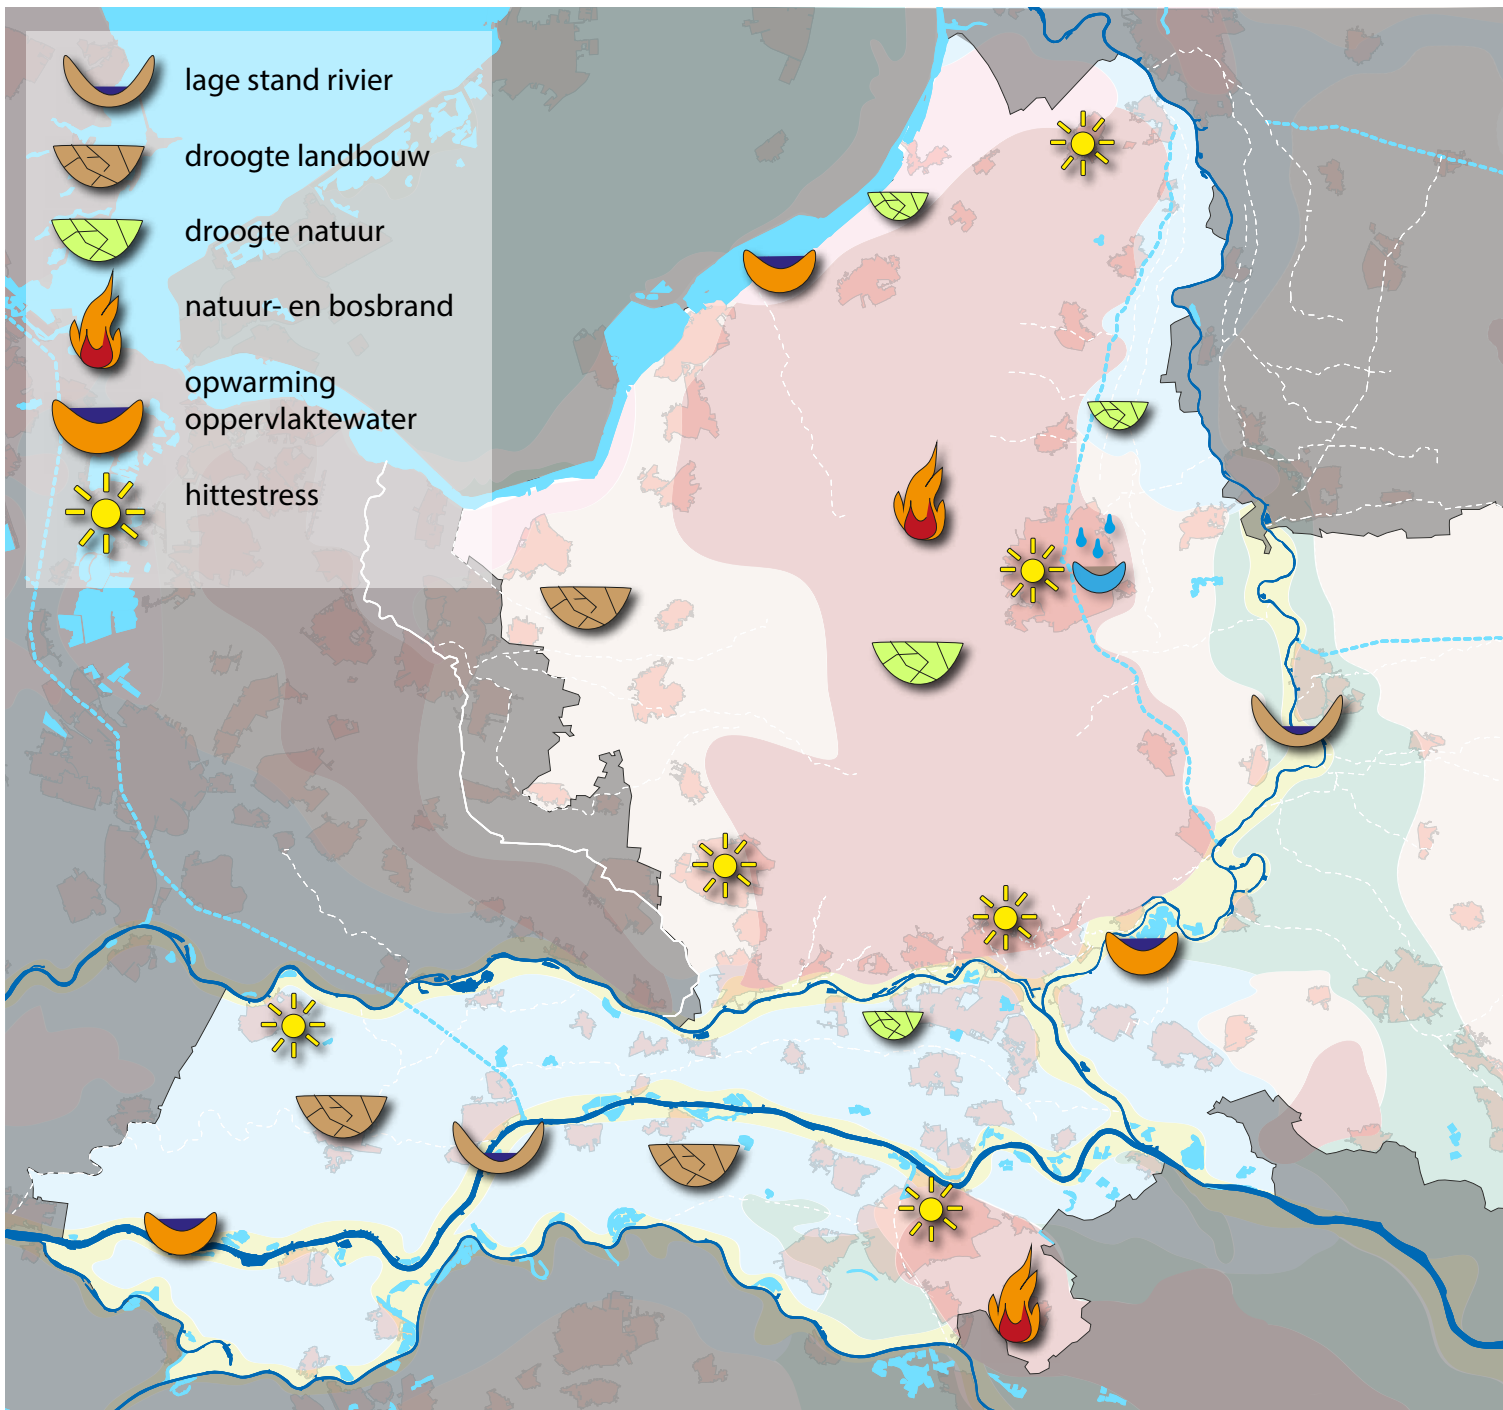 lage stand rivier
droogte landbouw
droogte natuur
natuur- en bosbrand
opwarming
oppervlaktewater
hittestress